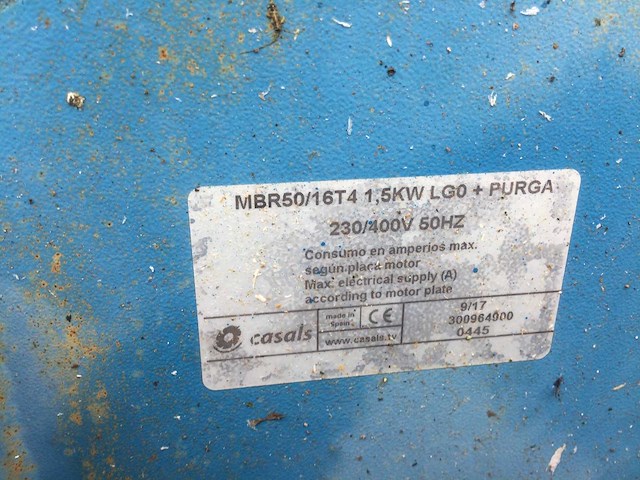 MBR50/16T4 1,5KW LG0 + PURGA
230/400V 50HZ
Consumo en amperios max.
según placa motor
Max. electrical supply (A)
according to motor plate
casals
made in
Spain
CE
www.casals.tv
9/17
300964900
0445